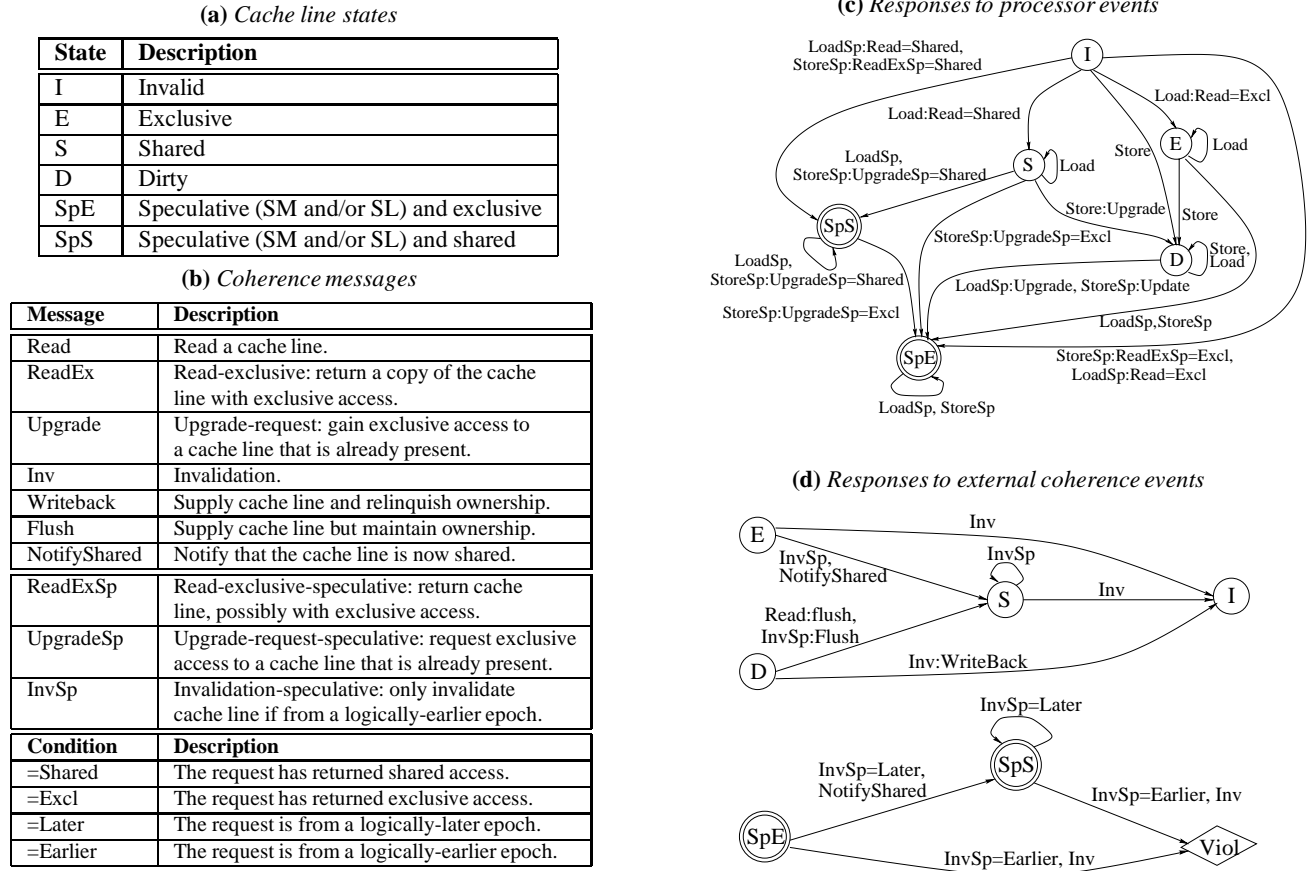 (a) Cache line states
State Description
I Invalid
E Exclusive
S Shared
D Dirty
SpE Speculative (SM and/or SL) and exclusive
SpS Speculative (SM and/or SL) and shared
(b) Coherence messages
Message Description
Read Read a cache line.
ReadEx Read-exclusive: return a copy of the cache
line with exclusive access.
Upgrade Upgrade-request: gain exclusive access to
a cache line that is already present.
Inv Invalidation.
Writeback Supply cache line and relinquish ownership.
Flush Supply cache line but maintain ownership.
NotifyShared Notify that the cache line is now shared.
ReadExSp Read-exclusive-speculative: return cache
line, possibly with exclusive access.
UpgradeSp Upgrade-request-speculative: request exclusive
access to a cache line that is already present.
InvSp Invalidation-speculative: only invalidate
cache line if from a logically-earlier epoch.
Condition Description
=Shared The request has returned shared access.
=Excl The request has returned exclusive access.
=Later The request is from a logically-later epoch.
=Earlier The request is from a logically-earlier epoch.
(c) Responses to processor events
LoadSp:Read=Shared,
StoreSp:ReadExSp=Shared
I
Load:Read=Shared
Load:Read=Excl
Store
E
Load
LoadSp,
StoreSp:UpgradeSp=Shared
S
Load
Store:Upgrade
Store
SpS
StoreSp:UpgradeSp=Excl
D
Store,
Load
LoadSp,
StoreSp:UpgradeSp=Shared
LoadSp:Upgrade, StoreSp:Update
StoreSp:UpgradeSp=Excl
LoadSp,StoreSp
SpE
StoreSp:ReadExSp=Excl,
LoadSp:Read=Excl
LoadSp, StoreSp
(d) Responses to external coherence events
E
Inv
InvSp,
NotifyShared
InvSp
S
Inv
I
Read:flush,
InvSp:Flush
D
Inv:WriteBack
InvSp=Later
SpS
InvSp=Later,
NotifyShared
InvSp=Earlier, Inv
SpE
InvSp=Earlier, Inv
Viol